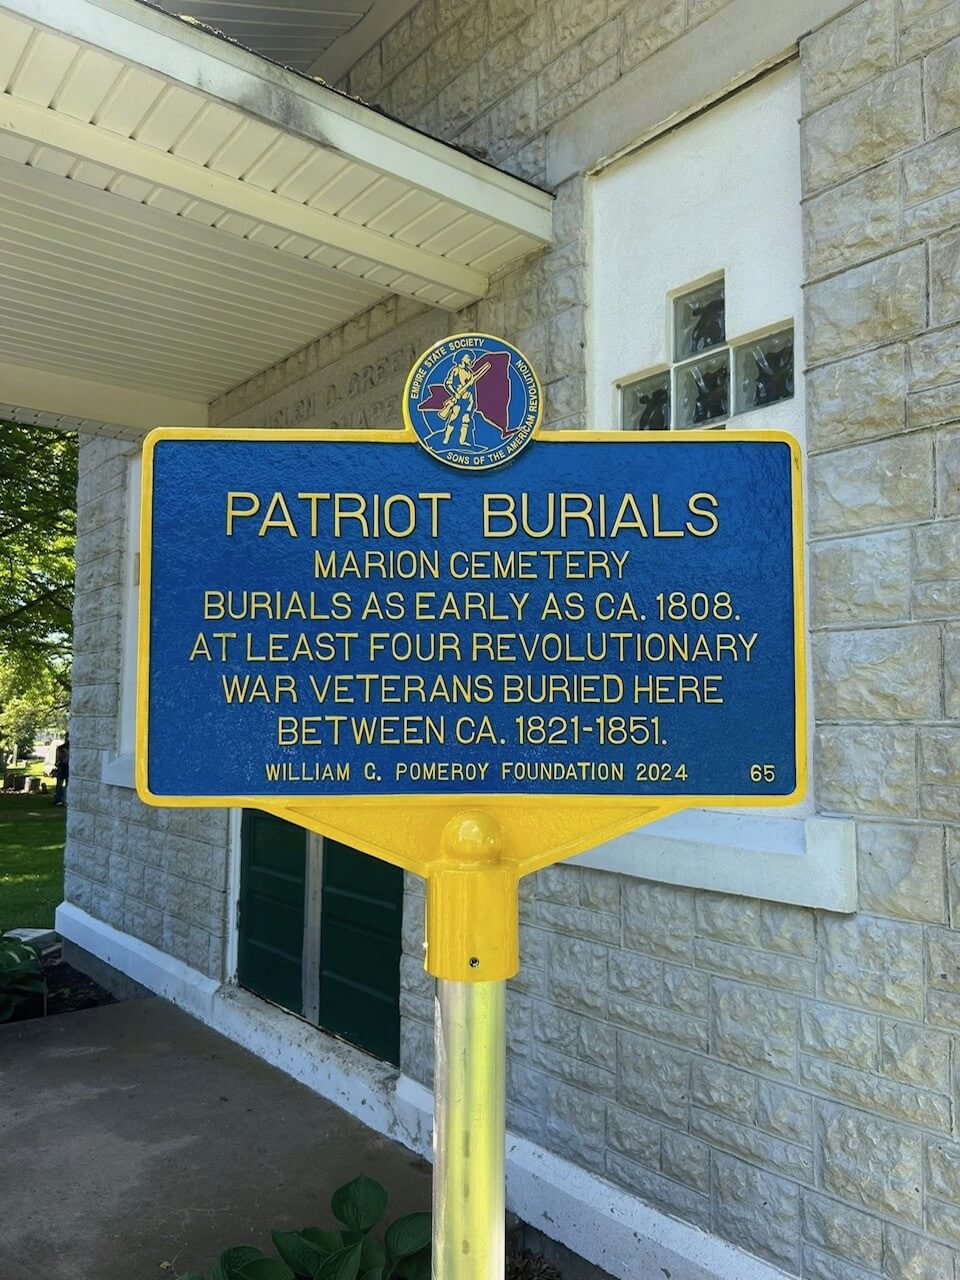 EMPIRE STATE SOCIETY
SONS OF THE AMERICAN REVOLUTION
PATRIOT BURIALS
MARION CEMETERY
BURIALS AS EARLY AS CA. 1808.
AT LEAST FOUR REVOLUTIONARY
WAR VETERANS BURIED HERE
BETWEEN CA. 1821-1851.
WILLIAM G. POMEROY FOUNDATION 2024 65